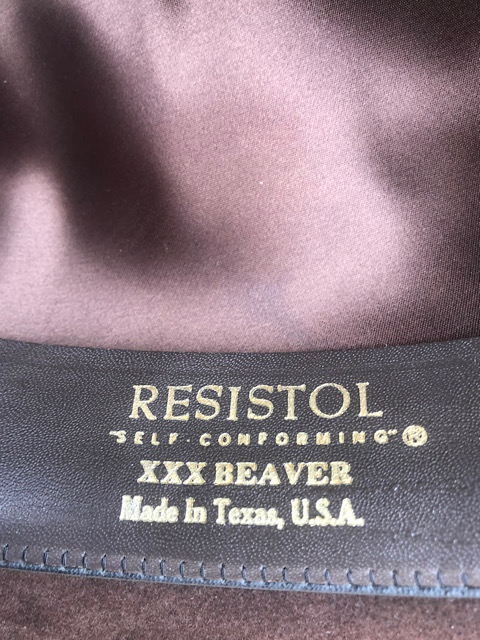 RESISTOL
"SELF-CONFORMING"®
XXX BEAVER
Made In Texas, U.S.A.